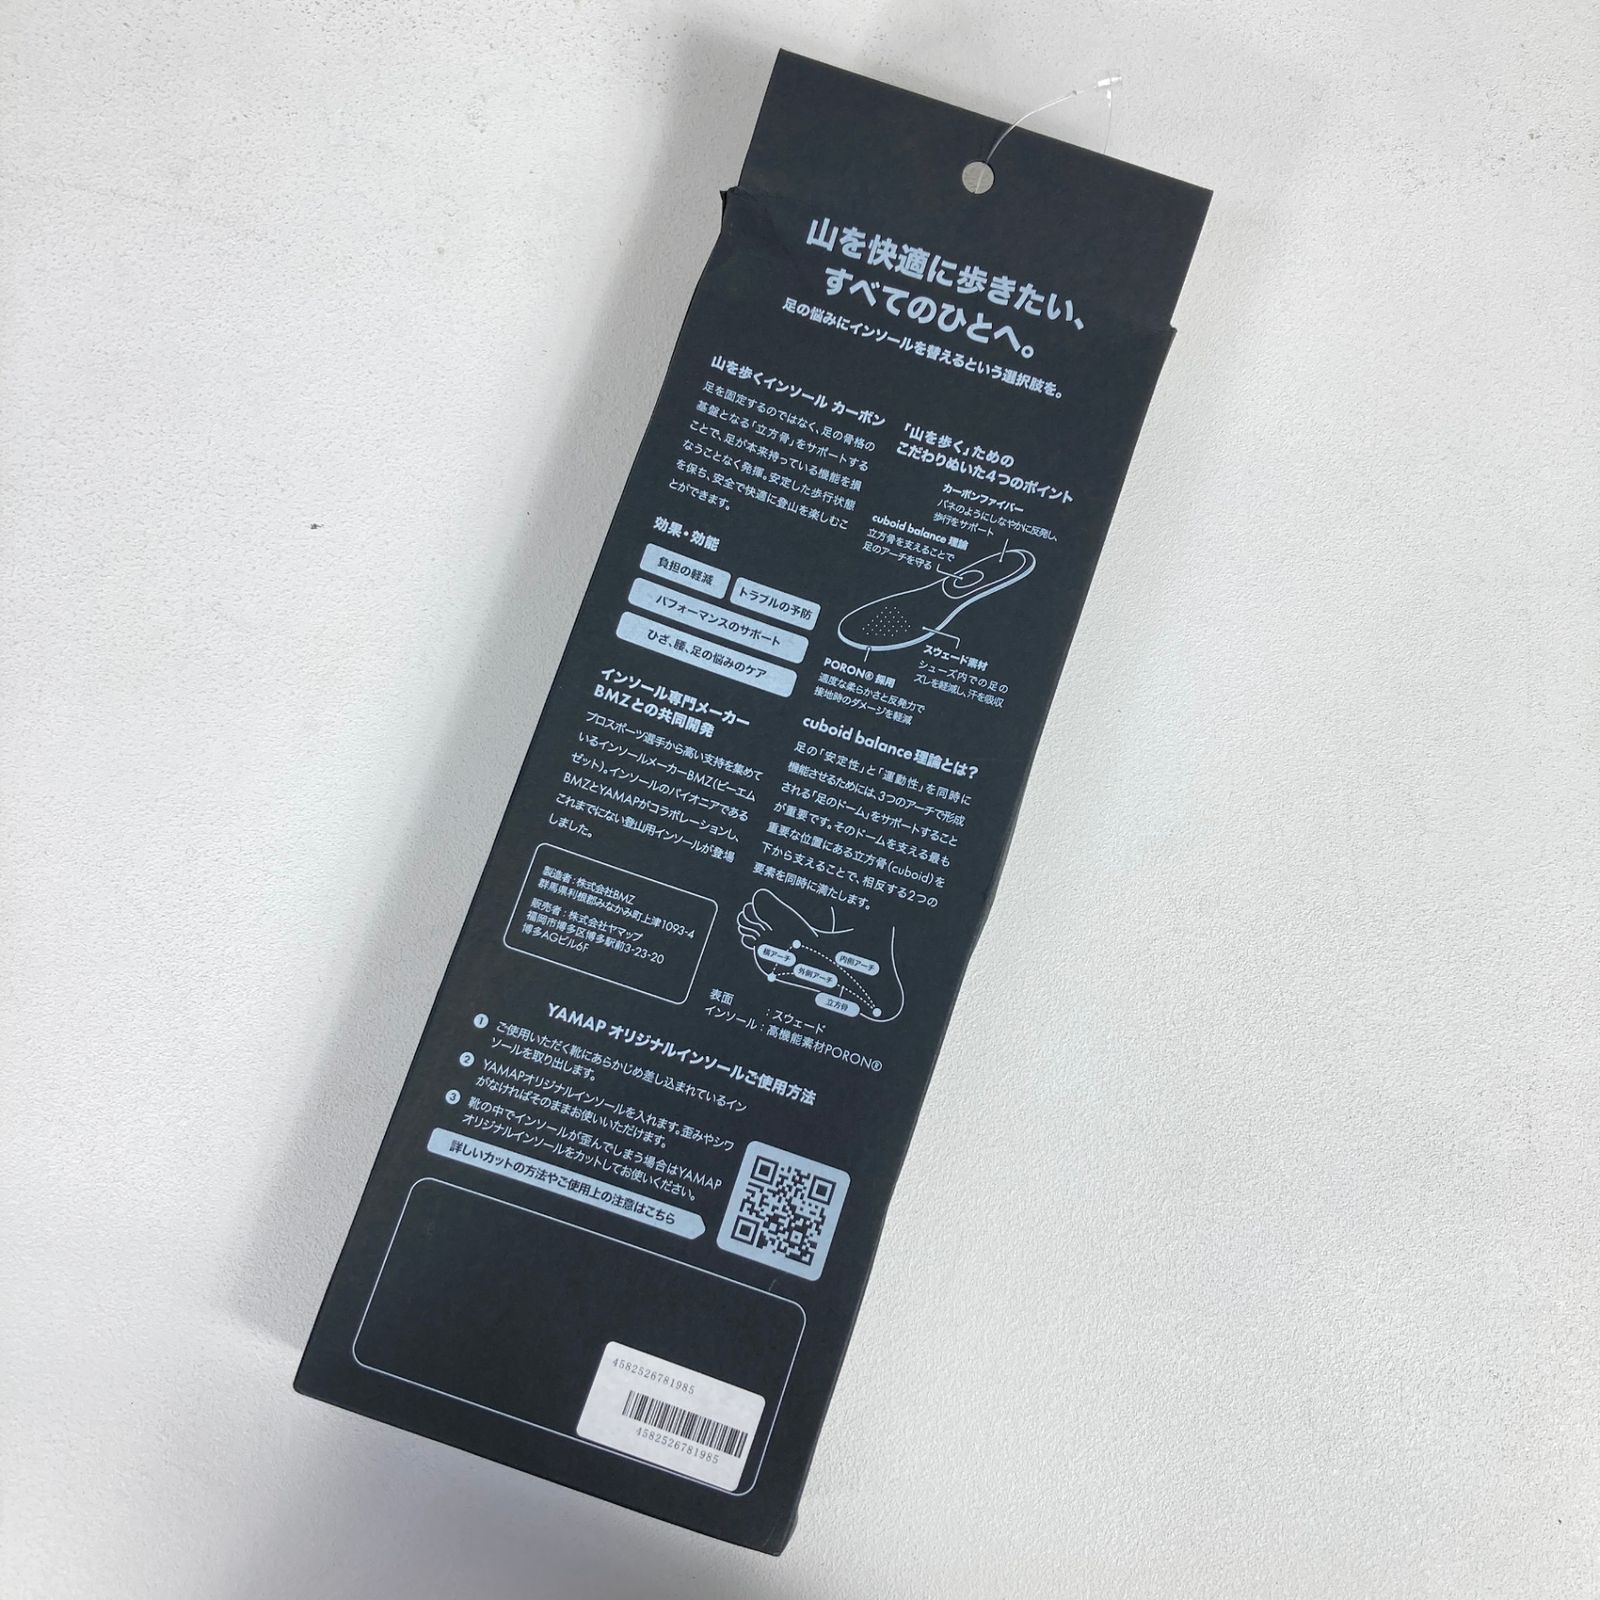 山を快適に歩きたい、
すべてのひとへ。
足の悩みにインソールを替えるという選択肢を。
山を歩くインソール カーボン
足を固定するのではなく、足の骨格の
基盤となる「立方骨」をサポートする
ことで、足が本来持っている機能を損
なうことなく発揮。安定した歩行状態
を保ち、安全で快適に登山を楽しむこ
とができます。
効果・効能
負担の軽減
トラブルの予防
パフォーマンスのサポート
ひざ、腰、足の悩みのケア
インソール専門メーカー
BMZとの共同開発
プロスポーツ選手から高い支持を集めて
いるインソールメーカーBMZ(ビーエム
ゼット)。インソールのパイオニアである
BMZとYAMAPがコラボレーションし、
これまでにない登山用インソールが登場
しました。
製造者：株式会社BMZ
群馬県利根郡みなかみ町上津1093-4
販売者：株式会社ヤマップ
福岡市博多区博多駅前3-23-20
博多AGビル6F
「山を歩く」ための
こだわりぬいた4つのポイント
カーボンファイバー
バネのようにしなやかに反発し、
歩行をサポート
cuboid balance 理論
立方骨を支えることで
足のアーチを守る
スウェード素材
シューズ内での足の
ズレを軽減し、汗を吸収
PORON® 採用
適度な柔らかさと反発力で
接地時のダメージを軽減
cuboid balance 理論とは？
足の「安定性」と「運動性」を同時に
機能させるためには、3つのアーチで形成
される「足のドーム」をサポートすること
が重要です。そのドームを支える最も
重要な位置にある立方骨(cuboid)を
下から支えることで、相反する2つの
要素を同時に満たします。
横アーチ
内側アーチ
外側アーチ
立方骨
表面 ：スウェード
インソール：高機能素材PORON®
YAMAP オリジナルインソールご使用方法
1 ご使用いただく靴にあらかじめ差し込まれているイン
ソールを取り出します。
2 YAMAPオリジナルインソールを入れます。歪みやシワ
がなければそのままお使いいただけます。
3 靴の中でインソールが歪んでしまう場合はYAMAP
オリジナルインソールをカットしてお使いください。
詳しいカットの方法やご使用上の注意はこちら
4582526781985
4582526781985